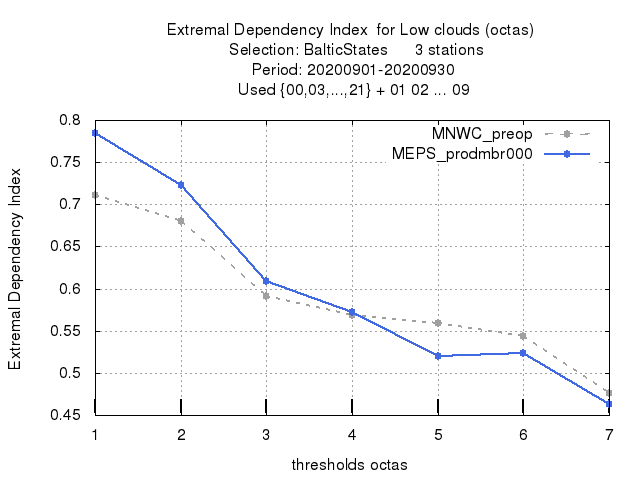 Extremal Dependency Index  for Low clouds (octas)
Selection: BalticStates      3 stations
Period: 20200901-20200930
Used {00,03,...,21} + 01 02 ... 09
MNWC_preop
MEPS_prodmbr000
Extremal Dependency Index
0.8
0.75
0.7
0.65
0.6
0.55
0.5
0.45
1 2 3 4 5 6 7
thresholds octas